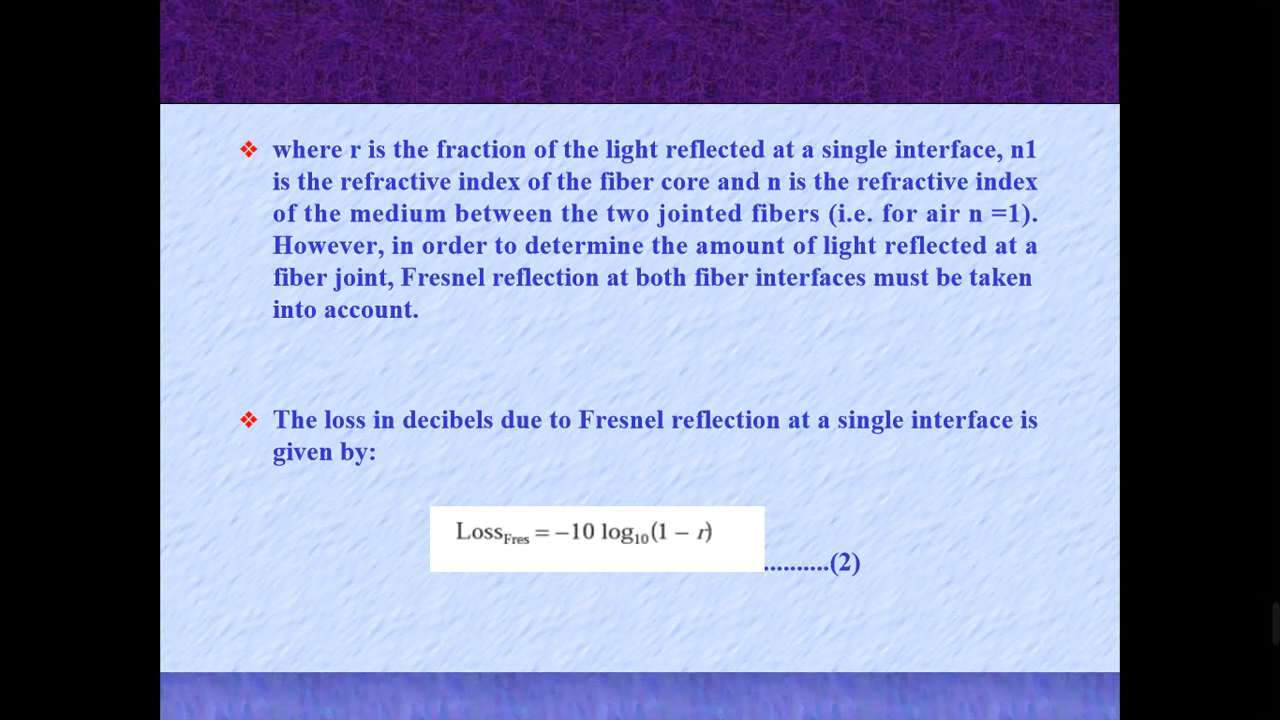 ❖ where r is the fraction of the light reflected at a single interface, n1
is the refractive index of the fiber core and n is the refractive index
of the medium between the two jointed fibers (i.e. for air n =1).
However, in order to determine the amount of light reflected at a
fiber joint, Fresnel reflection at both fiber interfaces must be taken
into account.
❖ The loss in decibels due to Fresnel reflection at a single interface is
given by:
Loss_Fres = –10 log₁₀(1 – r)
..........(2)